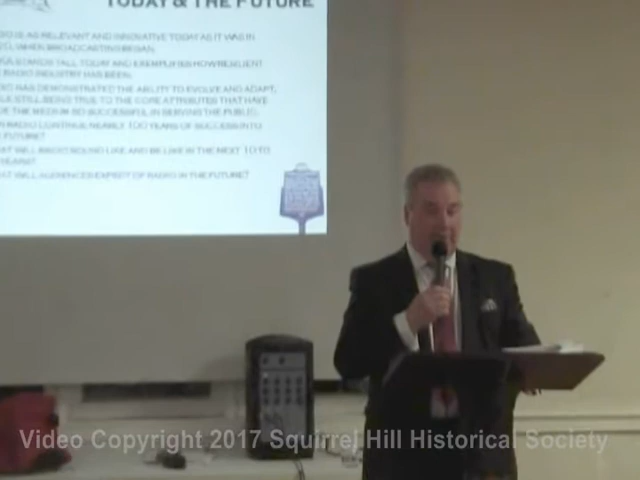 TODAY & THE FUTURE
IS AS RELEVANT AND INNOVATIVE TODAY AS IT WAS IN
WHEN BROADCASTING BEGAN.
STANDS TALL TODAY AND EXEMPLIFIES HOW RESILIENT
RADIO INDUSTRY HAS BEEN.
HAS DEMONSTRATED THE ABILITY TO EVOLVE AND ADAPT,
STILL BEING TRUE TO THE CORE ATTRIBUTES THAT HAVE
THE MEDIUM SO SUCCESSFUL IN SERVING THE PUBLIC.
RADIO CONTINUE NEARLY 100 YEARS OF SUCCESS INTO
FUTURE?
WILL RADIO SOUND LIKE AND BE LIKE IN THE NEXT 10 TO
YEARS?
WILL AUDIENCES EXPECT OF RADIO IN THE FUTURE?
Video Copyright 2017 Squirrel Hill Historical Society